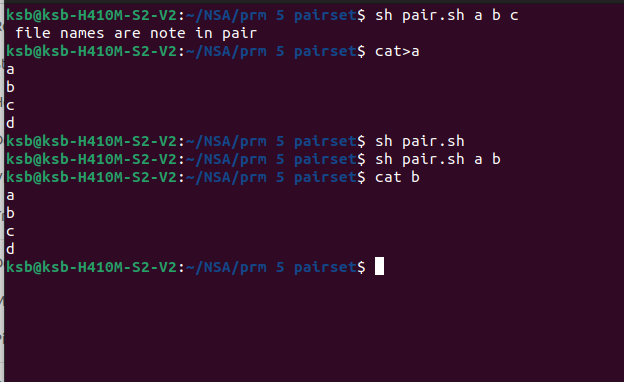 ksb@ksb-H410M-S2-V2:~/NSA/prm 5 pairset$ sh pair.sh a b c
 file names are note in pair
ksb@ksb-H410M-S2-V2:~/NSA/prm 5 pairset$ cat>a
a
b
c
d
ksb@ksb-H410M-S2-V2:~/NSA/prm 5 pairset$ sh pair.sh
ksb@ksb-H410M-S2-V2:~/NSA/prm 5 pairset$ sh pair.sh a b
ksb@ksb-H410M-S2-V2:~/NSA/prm 5 pairset$ cat b
a
b
c
d
ksb@ksb-H410M-S2-V2:~/NSA/prm 5 pairset$